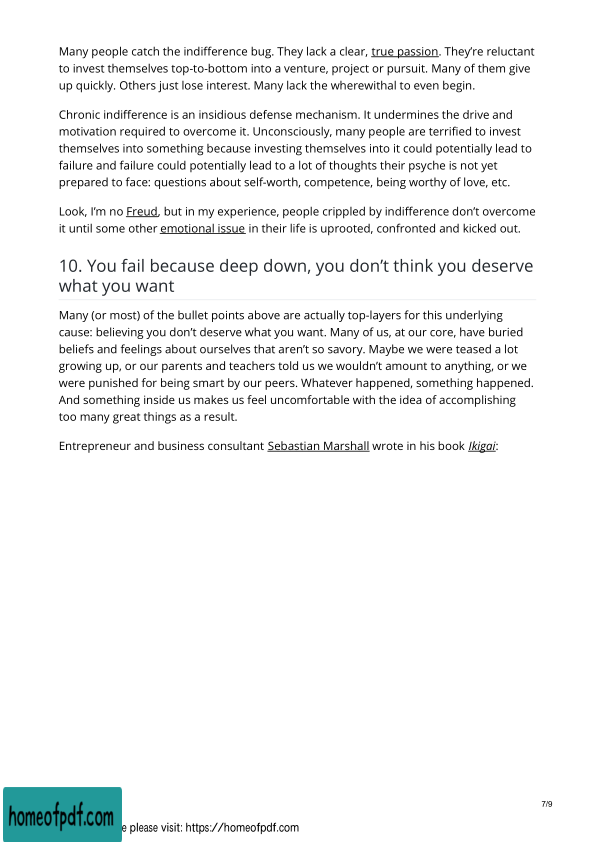 Many people catch the indifference bug. They lack a clear, true passion. They’re reluctant
to invest themselves top-to-bottom into a venture, project or pursuit. Many of them give
up quickly. Others just lose interest. Many lack the wherewithal to even begin.
Chronic indifference is an insidious defense mechanism. It undermines the drive and
motivation required to overcome it. Unconsciously, many people are terrified to invest
themselves into something because investing themselves into it could potentially lead to
failure and failure could potentially lead to a lot of thoughts their psyche is not yet
prepared to face: questions about self-worth, competence, being worthy of love, etc.
Look, I’m no Freud, but in my experience, people crippled by indifference don’t overcome
it until some other emotional issue in their life is uprooted, confronted and kicked out.
10. You fail because deep down, you don’t think you deserve
what you want
Many (or most) of the bullet points above are actually top-layers for this underlying
cause: believing you don’t deserve what you want. Many of us, at our core, have buried
beliefs and feelings about ourselves that aren’t so savory. Maybe we were teased a lot
growing up, or our parents and teachers told us we wouldn’t amount to anything, or we
were punished for being smart by our peers. Whatever happened, something happened.
And something inside us makes us feel uncomfortable with the idea of accomplishing
too many great things as a result.
Entrepreneur and business consultant Sebastian Marshall wrote in his book Ikigai:
7/9
homeofpdf.com
e please visit: https://homeofpdf.com